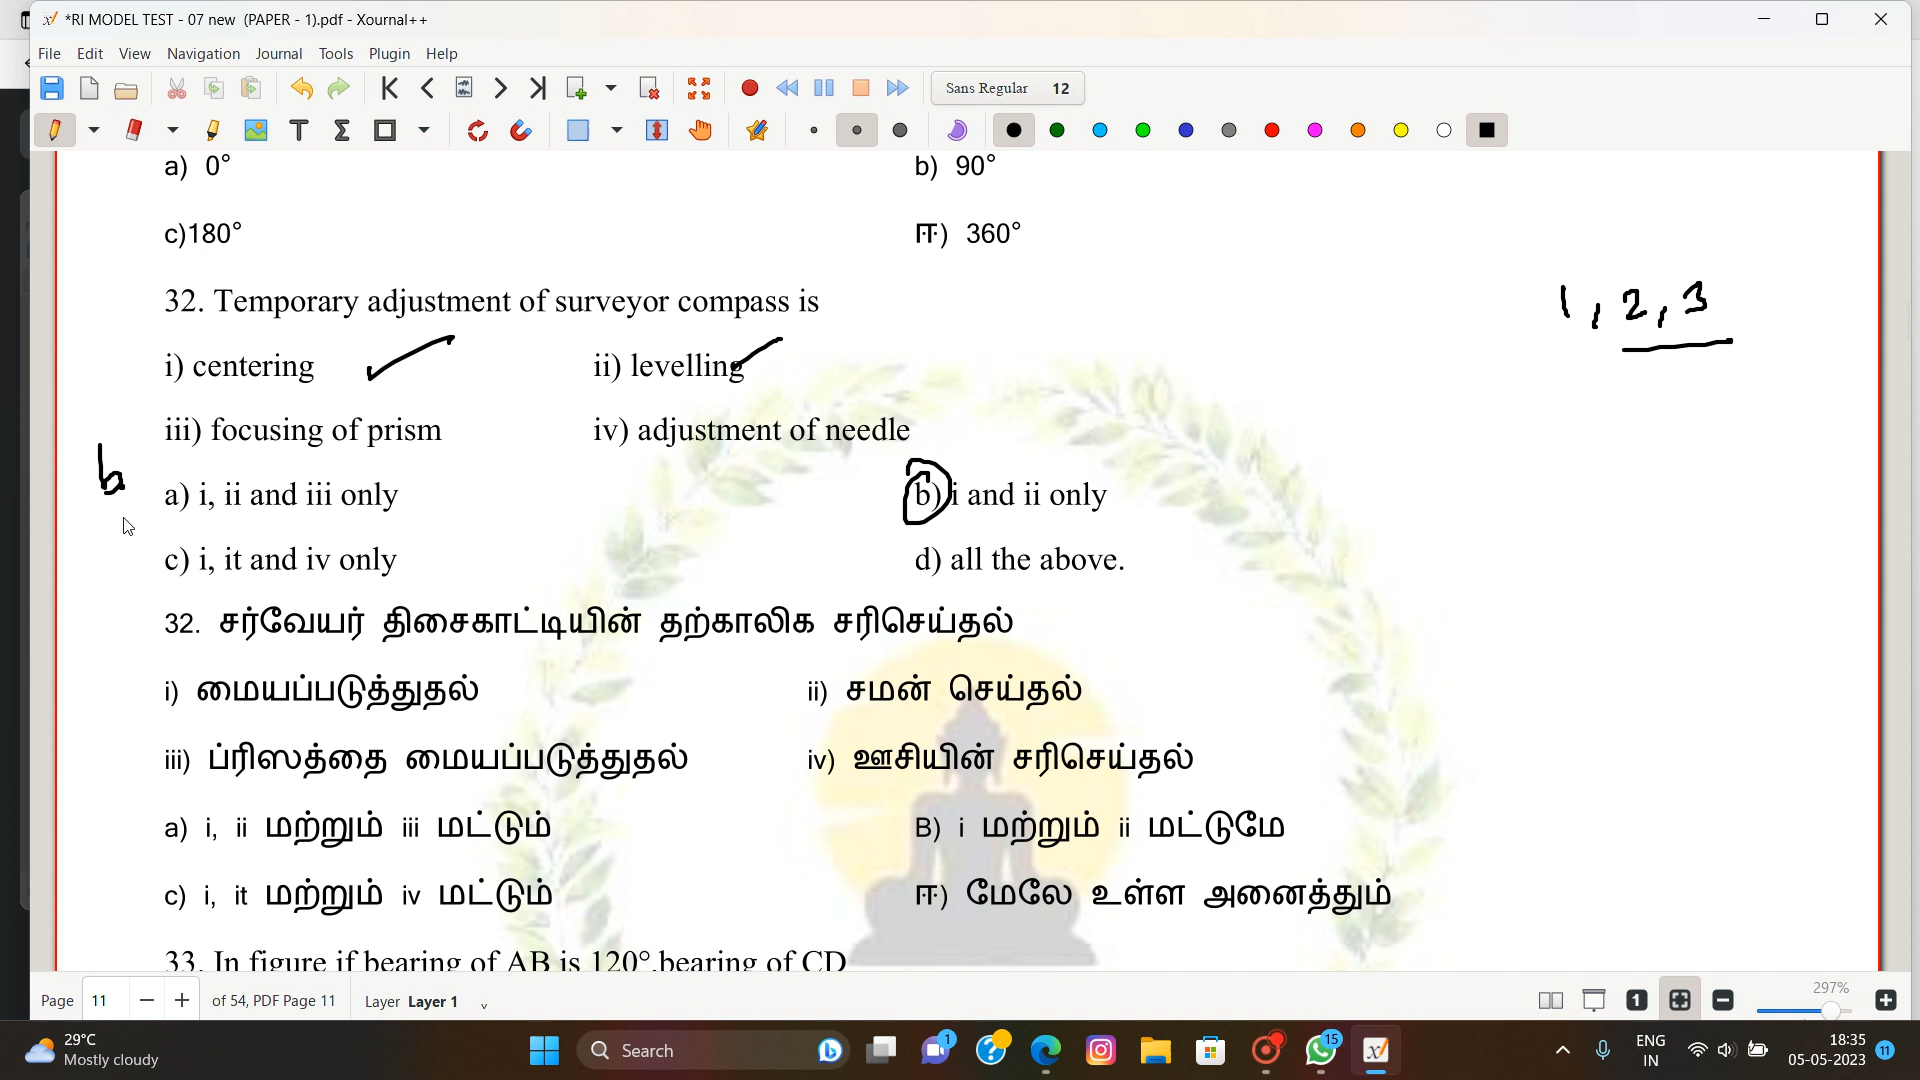 *RI MODEL TEST - 07 new (PAPER - 1).pdf - Xournal++
File Edit View Navigation Journal Tools Plugin Help
Sans Regular 12
a) 0° b) 90°
c)180° ஈ) 360°
32. Temporary adjustment of surveyor compass is
1, 2, 3
i) centering ii) levelling
iii) focusing of prism iv) adjustment of needle
b
a) i, ii and iii only b) i and ii only
c) i, it and iv only d) all the above.
32. சர்வேயர் திசைகாட்டியின் தற்காலிக சரிசெய்தல்
i) மையப்படுத்துதல் ii) சமன் செய்தல்
iii) ப்ரிஸத்தை மையப்படுத்துதல் iv) ஊசியின் சரிசெய்தல்
a) i, ii மற்றும் iii மட்டும் B) i மற்றும் ii மட்டுமே
c) i, it மற்றும் iv மட்டும் ஈ) மேலே உள்ள அனைத்தும்
33. In figure if bearing of AB is 120°,bearing of CD
Page 11 of 54, PDF Page 11 Layer Layer 1 297%
29°C
Mostly cloudy
Search
1
15
ENG
IN
18:35
05-05-2023
11